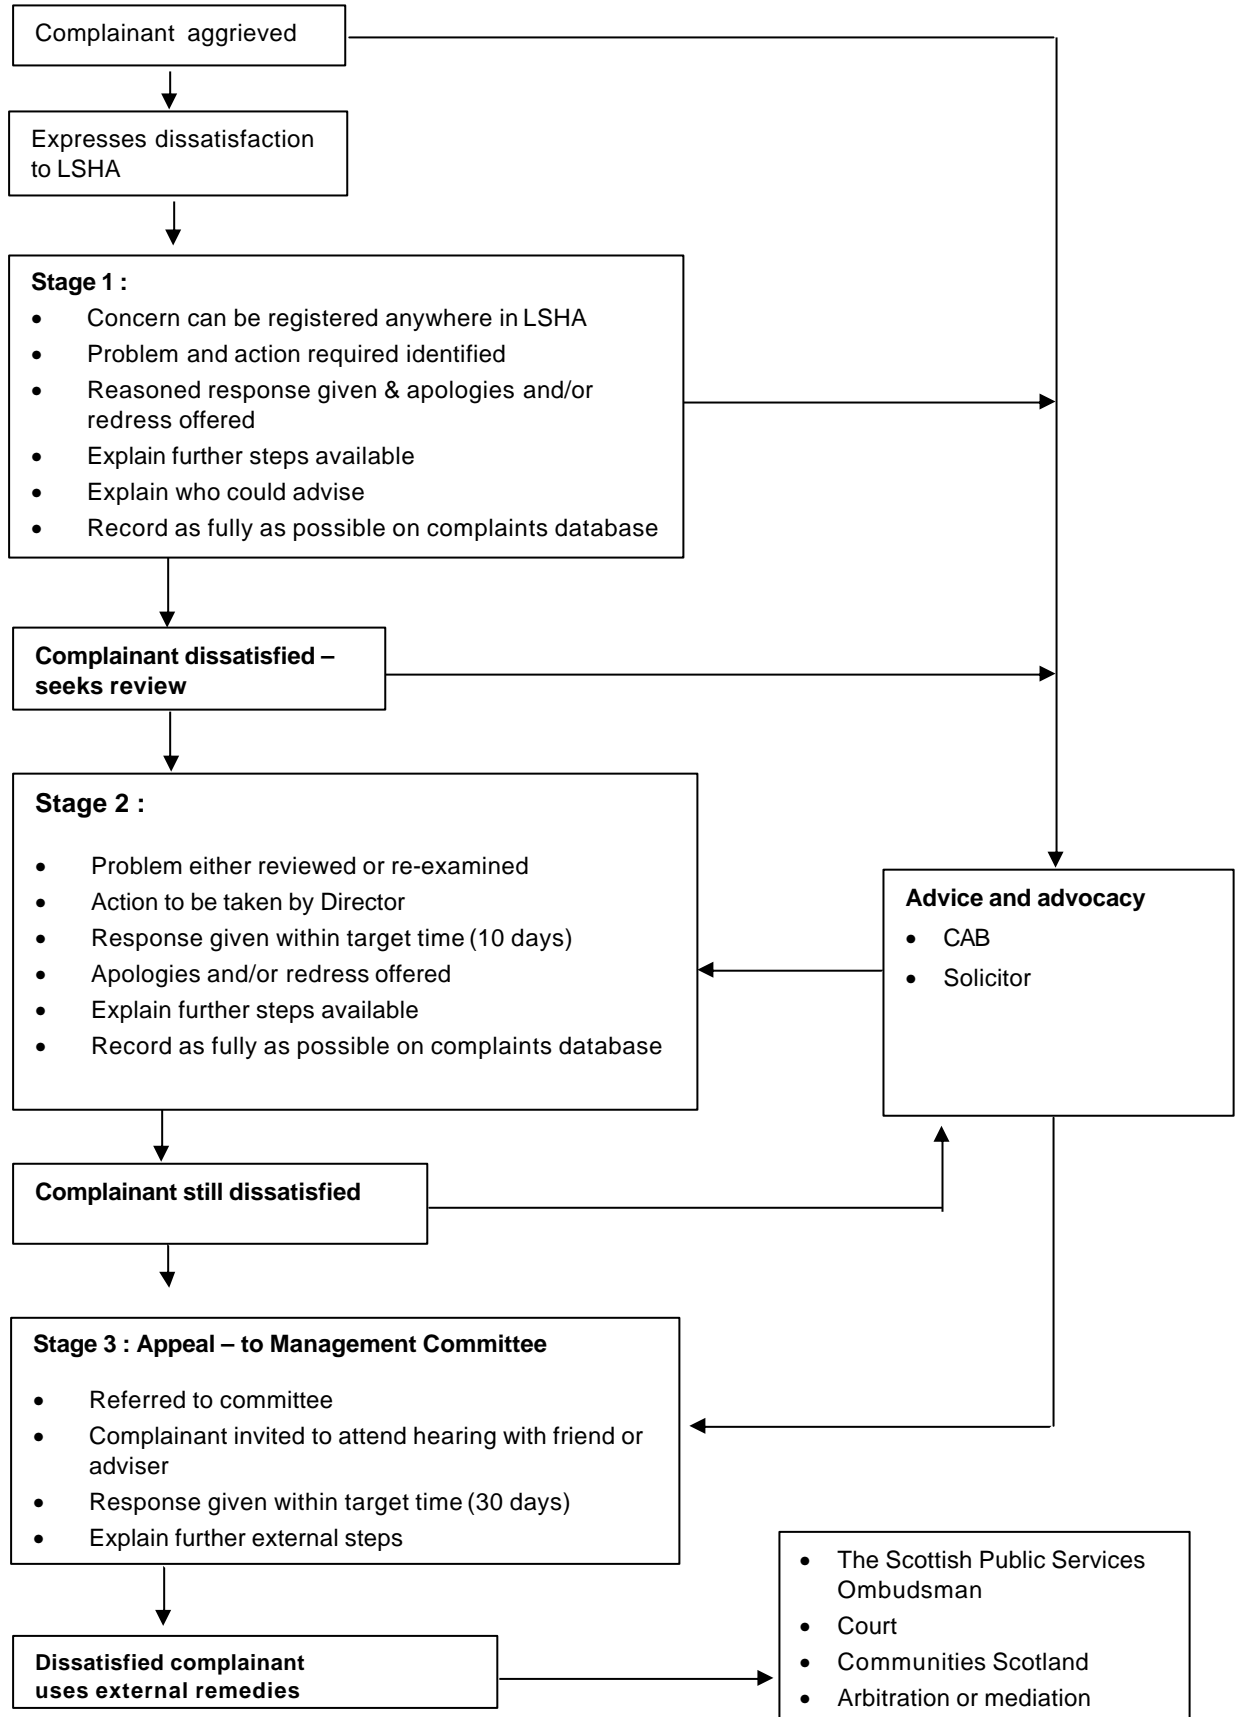 Complainant aggrieved
Expresses dissatisfaction
to LSHA
Stage 1 :
• Concern can be registered anywhere in LSHA
• Problem and action required identified
• Reasoned response given & apologies and/or
redress offered
• Explain further steps available
• Explain who could advise
• Record as fully as possible on complaints database
Complainant dissatisfied –
seeks review
Stage 2 :
• Problem either reviewed or re-examined
• Action to be taken by Director
• Response given within target time (10 days)
• Apologies and/or redress offered
• Explain further steps available
• Record as fully as possible on complaints database
Advice and advocacy
• CAB
• Solicitor
Complainant still dissatisfied
Stage 3 : Appeal – to Management Committee
• Referred to committee
• Complainant invited to attend hearing with friend or
adviser
• Response given within target time (30 days)
• Explain further external steps
Dissatisfied complainant
uses external remedies
• The Scottish Public Services
Ombudsman
• Court
• Communities Scotland
• Arbitration or mediation